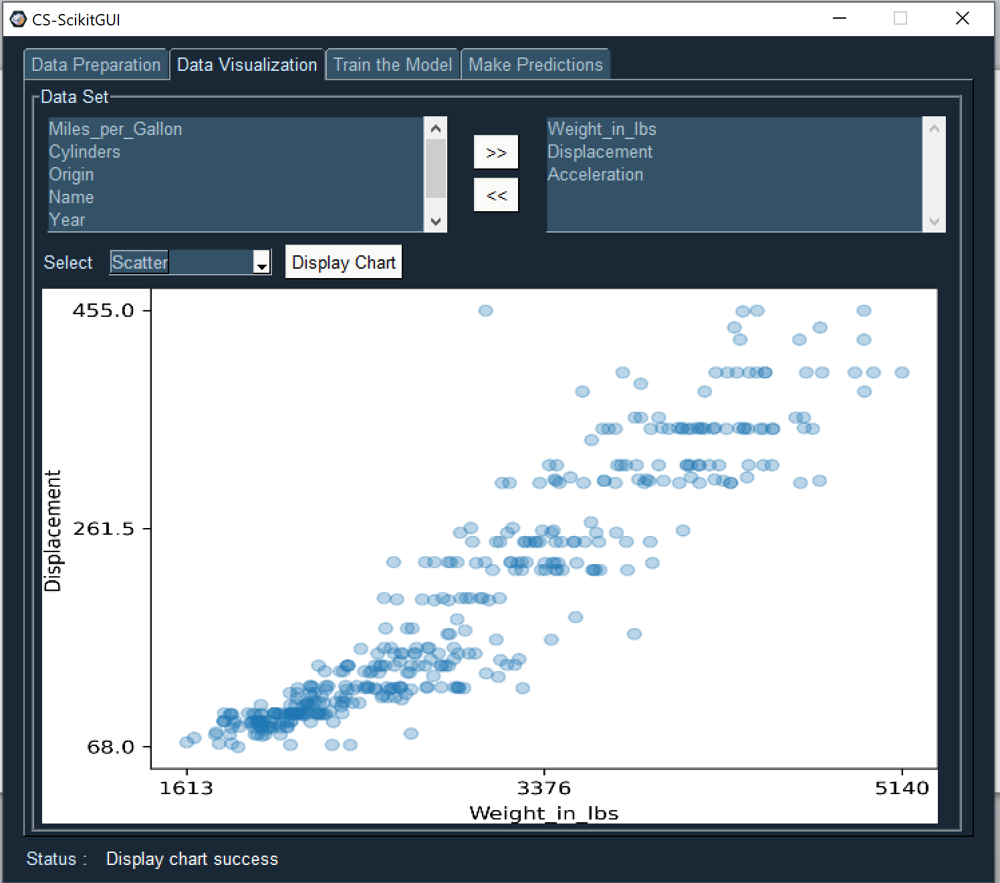 CS-ScikitGUI
Data Preparation Data Visualization Train the Model Make Predictions
Data Set
Miles_per_Gallon
Cylinders
Origin
Name
Year
>>
<<
Weight_in_lbs
Displacement
Acceleration
Select Scatter Display Chart
455.0
261.5
68.0
Displacement
1613 3376 5140
Weight_in_lbs
Status : Display chart success